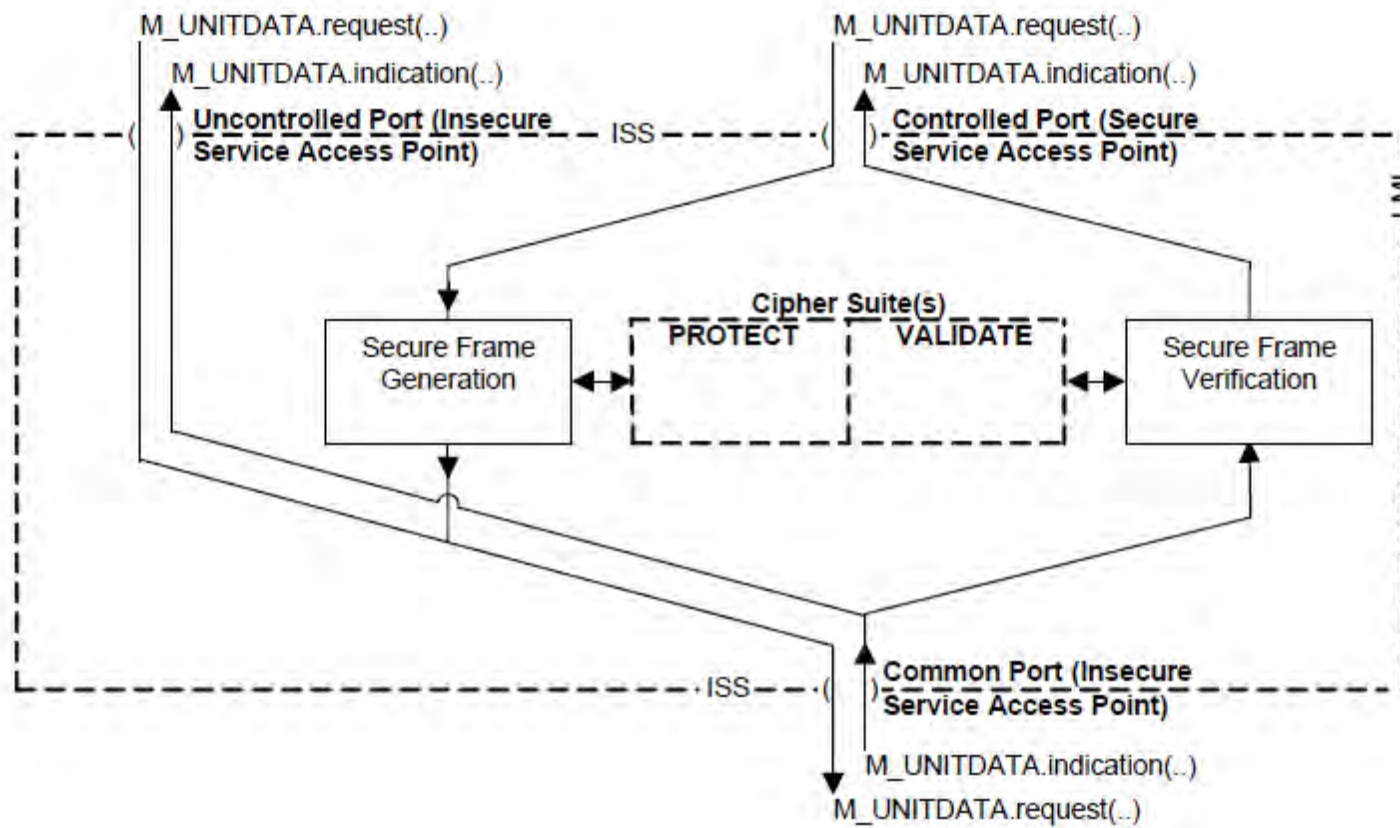 M_UNITDATA.request(..)
M_UNITDATA.request(..)
M_UNITDATA.indication(..)
M_UNITDATA.indication(..)
Uncontrolled Port (Insecure
Service Access Point)
ISS
Controlled Port (Secure
Service Access Point)
Cipher Suite(s)
PROTECT
VALIDATE
Secure Frame
Generation
Secure Frame
Verification
ISS
Common Port (Insecure
Service Access Point)
M_UNITDATA.indication(..)
M_UNITDATA.request(..)